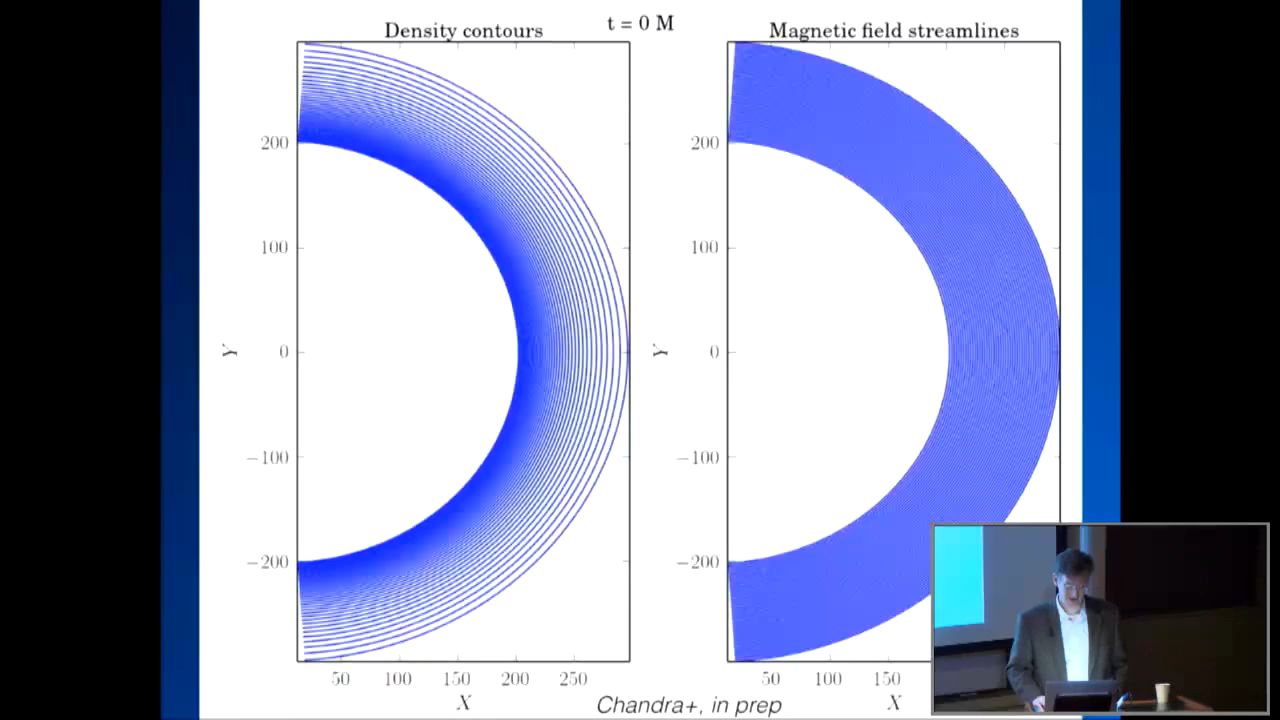 t = 0 M
Density contours
Magnetic field streamlines
200
100
0
−100
−200
Y
50 100 150 200 250
X
200
100
0
−100
−200
Y
50 100 150
X
Chandra+, in prep